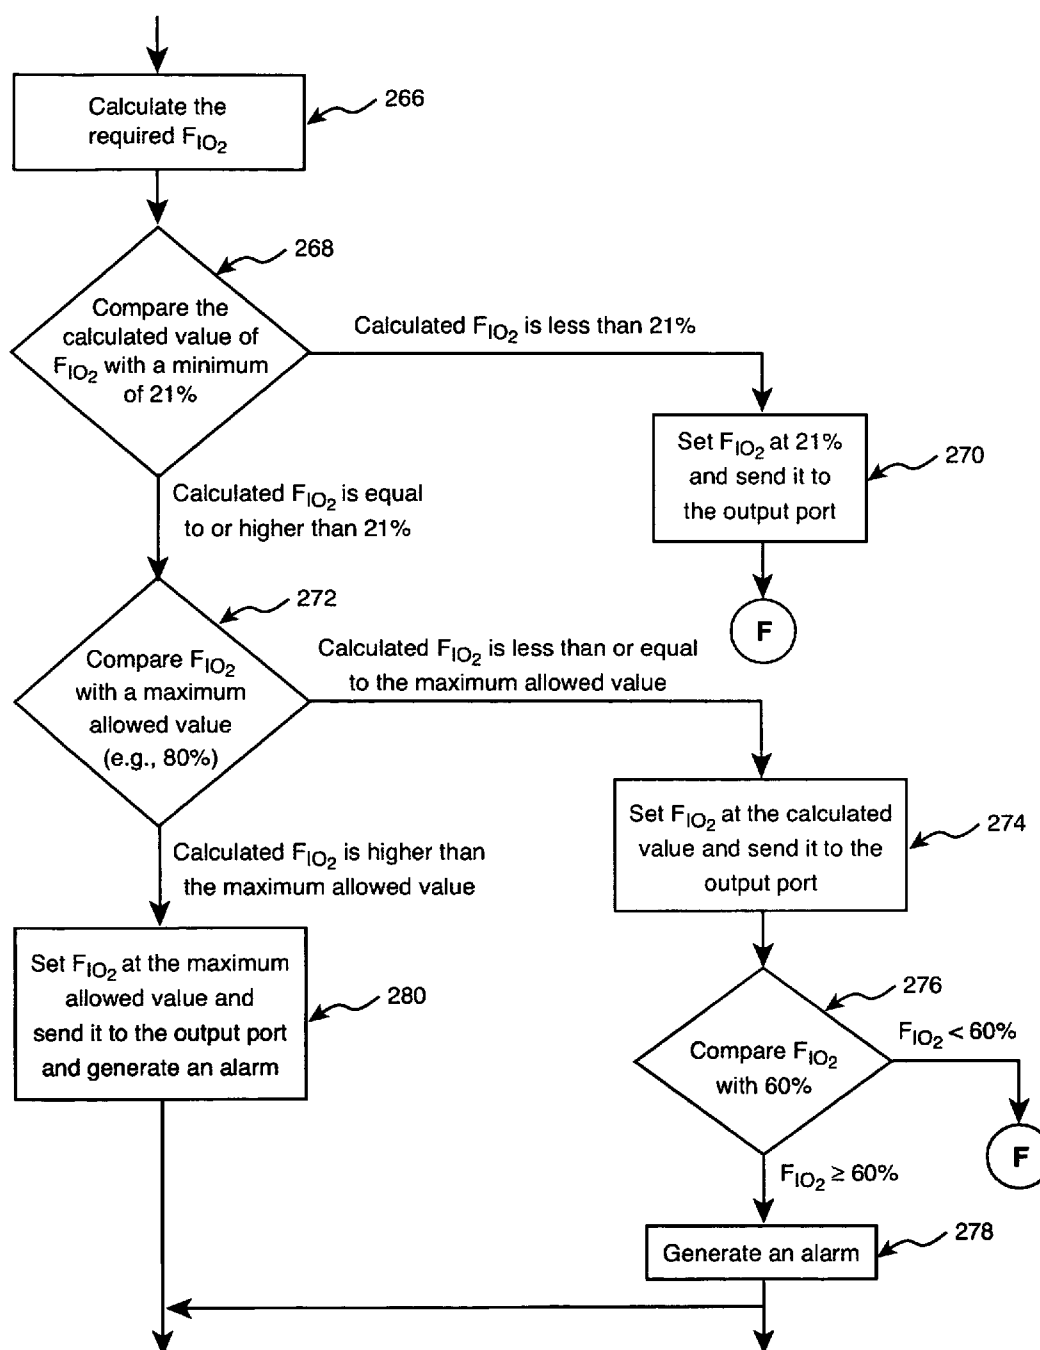 Calculate the
required FIO2
266
268
Compare the
calculated value of
FIO2 with a minimum
of 21%
Calculated FIO2 is less than 21%
Set FIO2 at 21%
and send it to
the output port
270
Calculated FIO2 is equal
to or higher than 21%
F
272
Compare FIO2
with a maximum
allowed value
(e.g., 80%)
Calculated FIO2 is less than or equal
to the maximum allowed value
Set FIO2 at the calculated
value and send it to the
output port
274
Calculated FIO2 is higher than
the maximum allowed value
Set FIO2 at the maximum
allowed value and
send it to the output port
and generate an alarm
280
276
Compare FIO2
with 60%
FIO2 < 60%
F
FIO2 ≥ 60%
Generate an alarm
278